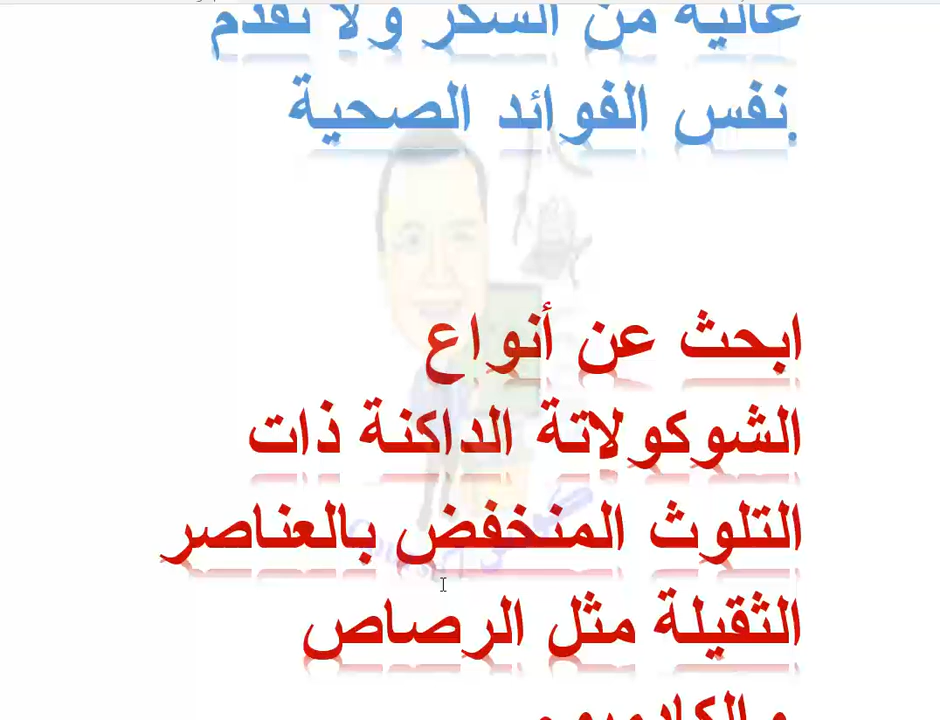 عالية من السكر ولا تقدم
نفس الفوائد الصحية.
ابحث عن أنواع
الشوكولاتة الداكنة ذات
التلوث المنخفض بالعناصر
الثقيلة مثل الرصاص
والكادميوم